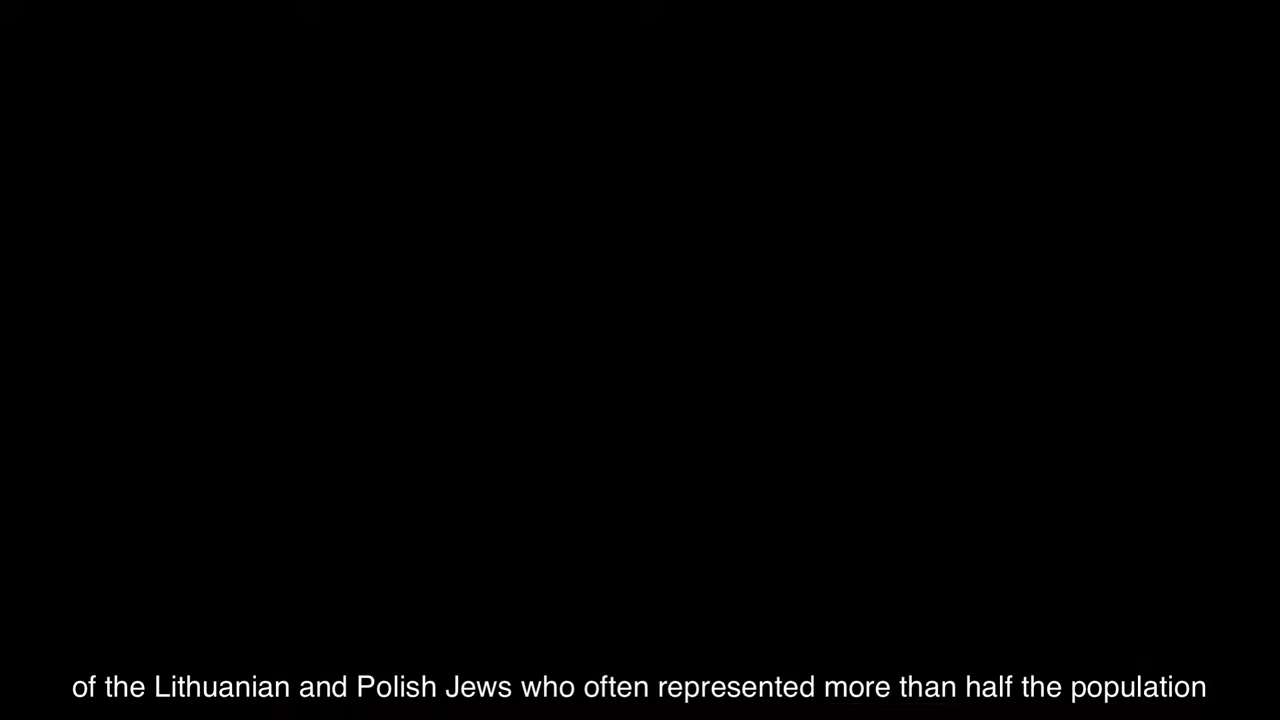 of the Lithuanian and Polish Jews who often represented more than half the population